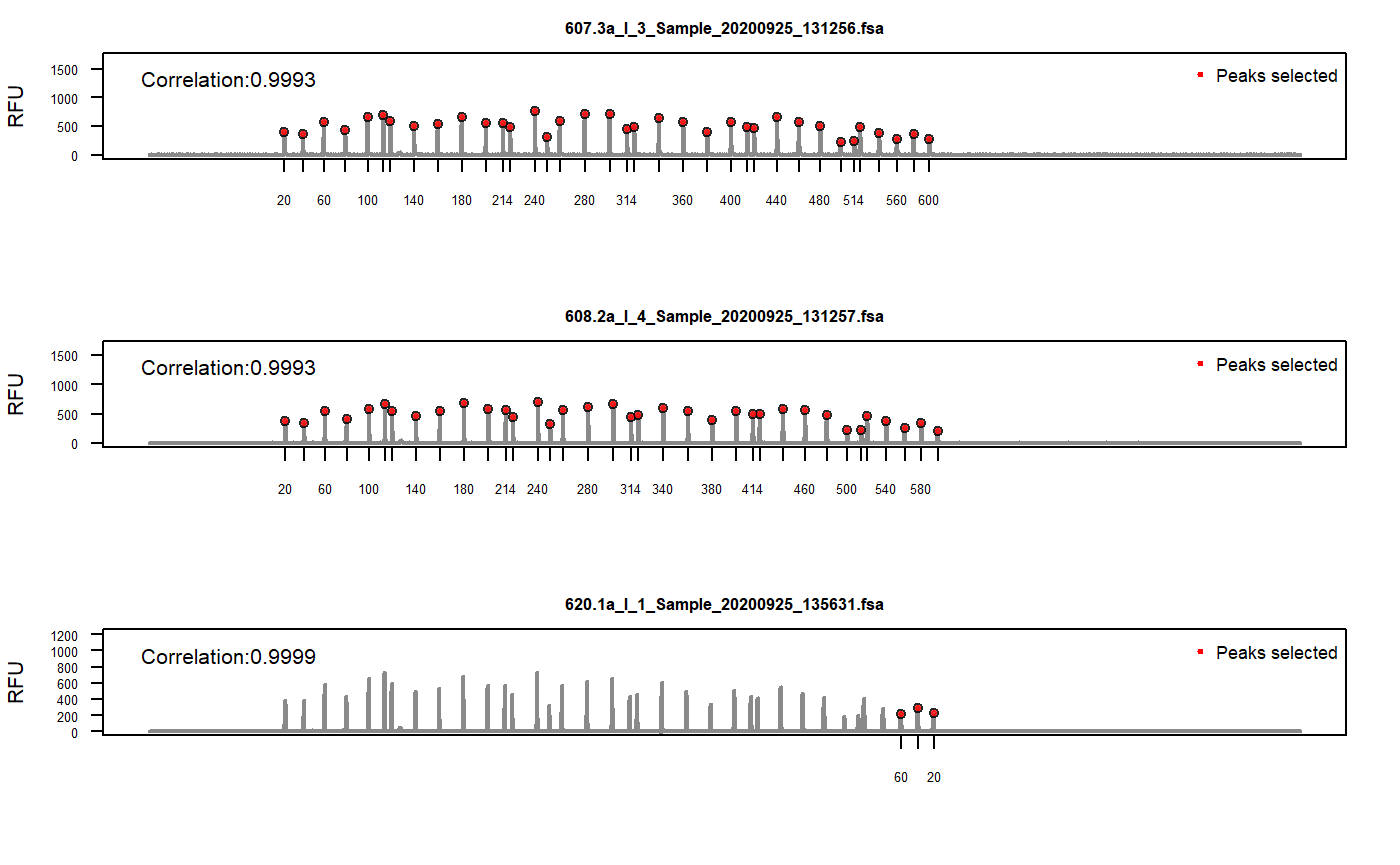 607.3a_I_3_Sample_20200925_131256.fsa
RFU
1500
1000
500
0
Correlation:0.9993
Peaks selected
20 60 100 140 180 214 240 280 314 360 400 440 480 514 560 600
608.2a_I_4_Sample_20200925_131257.fsa
RFU
1500
1000
500
0
Correlation:0.9993
Peaks selected
20 60 100 140 180 214 240 280 314 340 380 414 460 500 540 580
620.1a_I_1_Sample_20200925_135631.fsa
RFU
1200
1000
800
600
400
200
0
Correlation:0.9999
Peaks selected
60 20